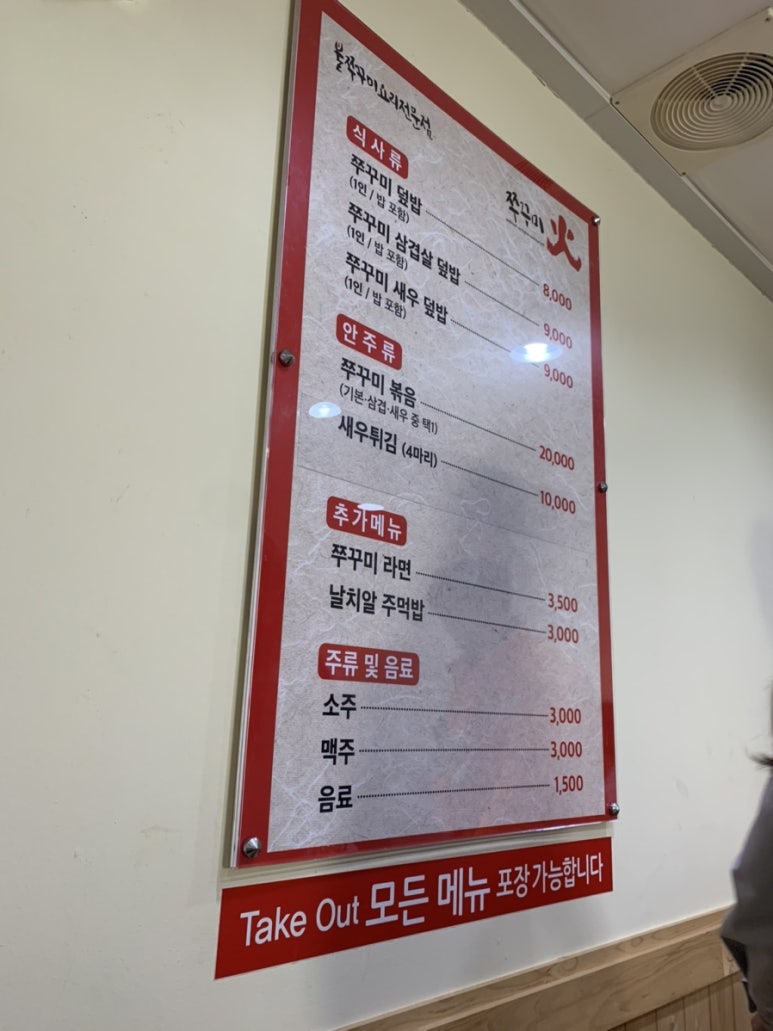 불쭈꾸미요리전문점
쭈꾸미 火
식사류
쭈꾸미 덮밥 8,000
(1인 / 밥 포함)
쭈꾸미 삼겹살 덮밥 9,000
(1인 / 밥 포함)
쭈꾸미 새우 덮밥 9,000
(1인 / 밥 포함)
안주류
쭈꾸미 볶음 20,000
(기본·삼겹·새우 중 택1)
새우튀김 (4마리) 10,000
추가메뉴
쭈꾸미 라면 3,500
날치알 주먹밥 3,000
주류 및 음료
소주 3,000
맥주 3,000
음료 1,500
Take Out 모든 메뉴 포장 가능합니다